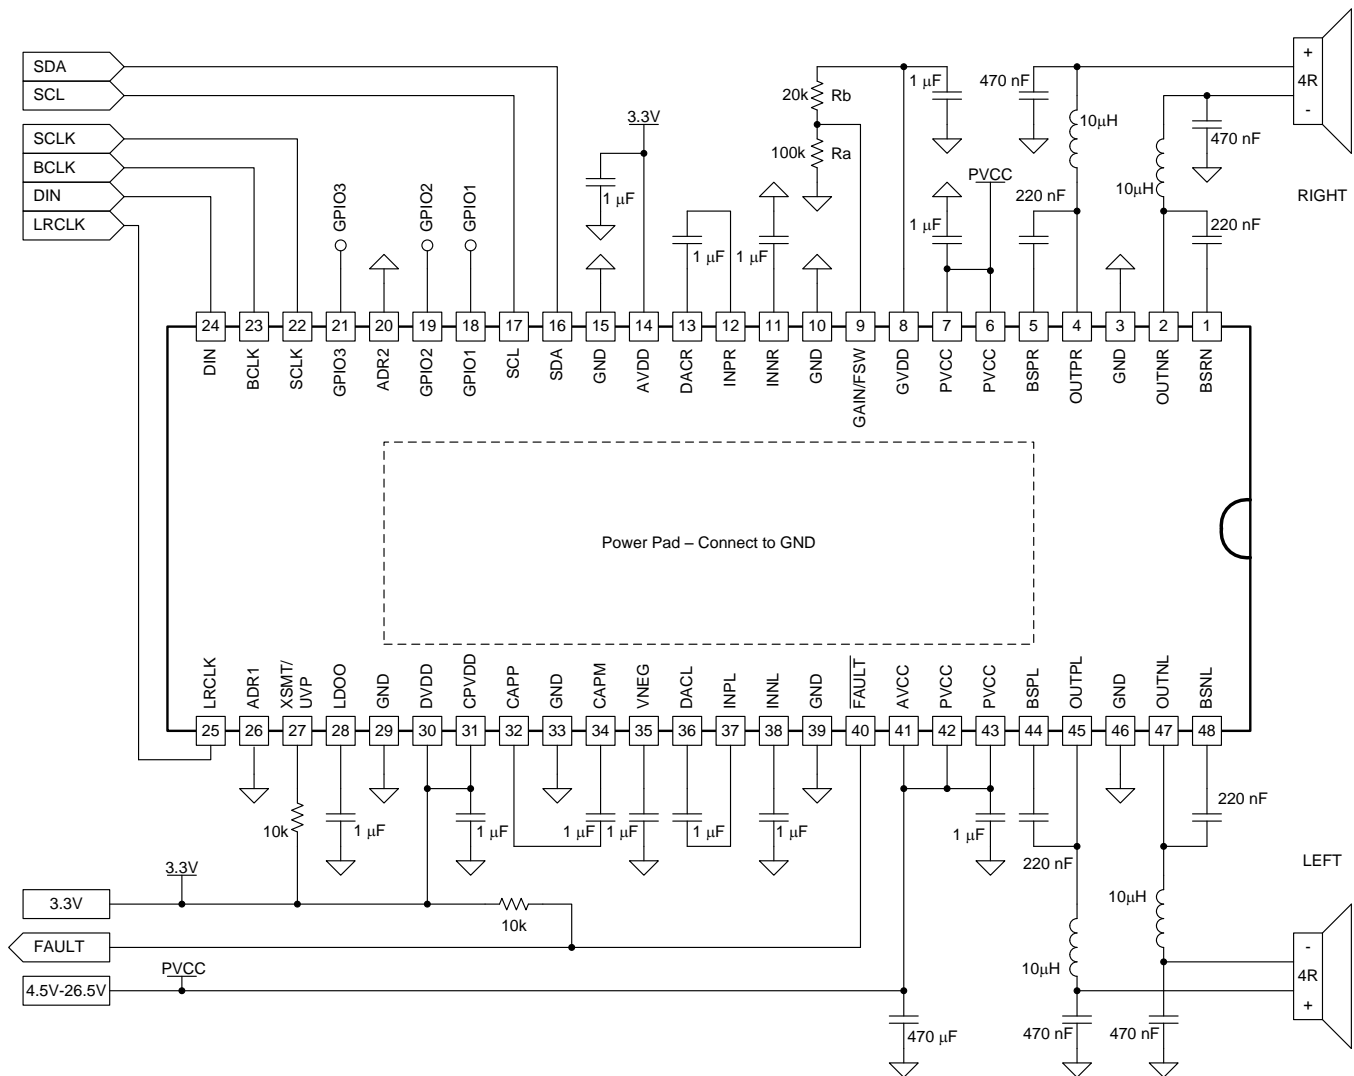 SDA
SCL
SCLK
BCLK
DIN
LRCLK
GPIO3
GPIO2
GPIO1
3.3V
1 μF
1 μF
1 μF
20k Rb
100k Ra
1 μF
PVCC
1 μF
470 nF
10μH
220 nF
10μH
470 nF
220 nF
+
4R
-
RIGHT
24 23 22 21 20 19 18 17 16 15 14 13 12 11 10 9 8 7 6 5 4 3 2 1
DIN
BCLK
SCLK
GPIO3
ADR2
GPIO2
GPIO1
SCL
SDA
GND
AVDD
DACR
INPR
INNR
GND
GAIN/FSW
GVDD
PVCC
PVCC
BSPR
OUTPR
GND
OUTNR
BSRN
Power Pad – Connect to GND
LRCLK
ADR1
XSMT/
UVP
LDOO
GND
DVDD
CPVDD
CAPP
GND
CAPM
VNEG
DACL
INPL
INNL
GND
FAULT
AVCC
PVCC
PVCC
BSPL
OUTPL
GND
OUTNL
BSNL
25 26 27 28 29 30 31 32 33 34 35 36 37 38 39 40 41 42 43 44 45 46 47 48
10k
1 μF
1 μF
1 μF
1 μF
1 μF
1 μF
1 μF
220 nF
220 nF
LEFT
3.3V
3.3V
10k
FAULT
PVCC
4.5V-26.5V
10μH
10μH
-
4R
+
470 μF
470 nF
470 nF